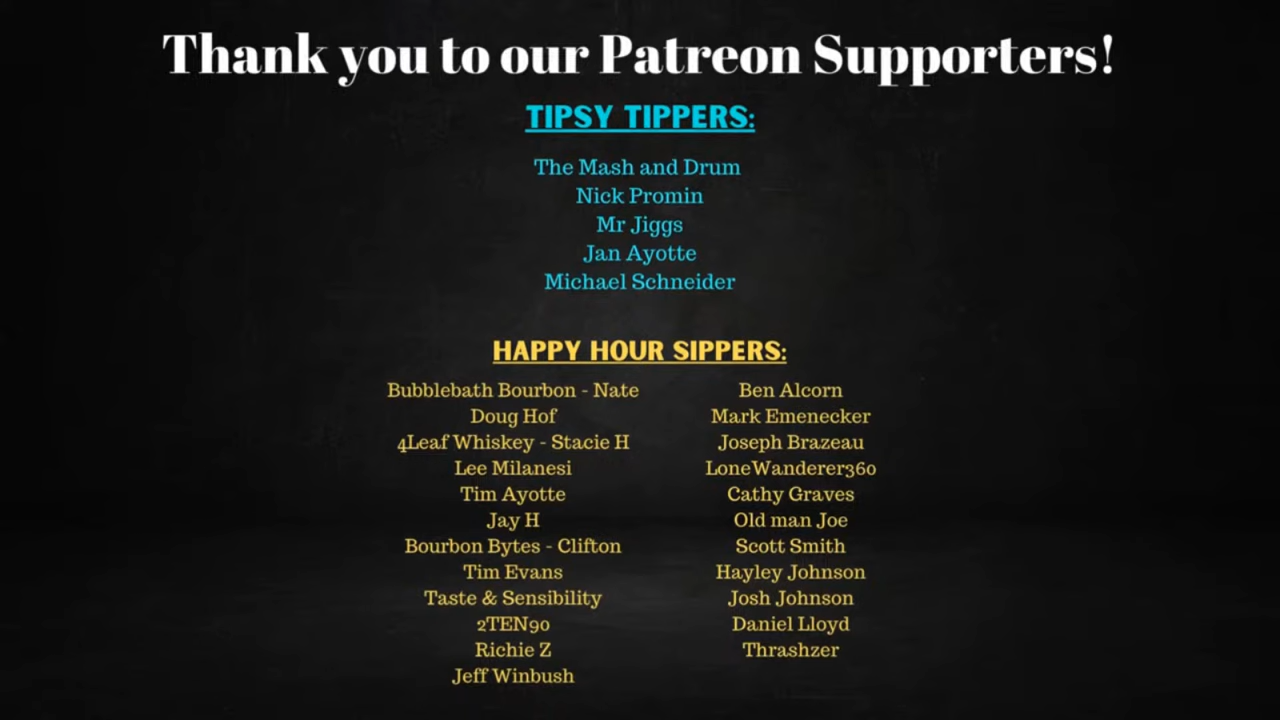 Thank you to our Patreon Supporters!
TIPSY TIPPERS:
The Mash and Drum
Nick Promin
Mr Jiggs
Jan Ayotte
Michael Schneider
HAPPY HOUR SIPPERS:
Bubblebath Bourbon - Nate
Doug Hof
4Leaf Whiskey - Stacie H
Lee Milanesi
Tim Ayotte
Jay H
Bourbon Bytes - Clifton
Tim Evans
Taste & Sensibility
2TEN90
Richie Z
Jeff Winbush
Ben Alcorn
Mark Emenecker
Joseph Brazeau
LoneWanderer360
Cathy Graves
Old man Joe
Scott Smith
Hayley Johnson
Josh Johnson
Daniel Lloyd
Thrashzer